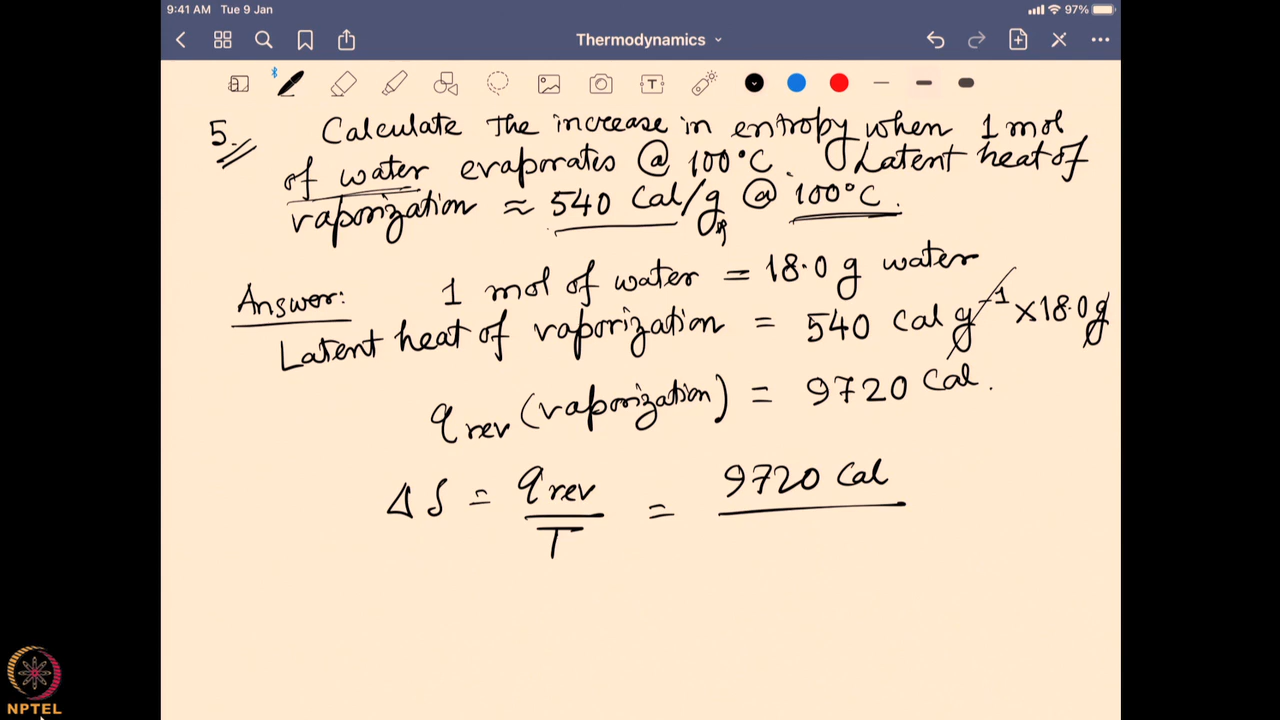 9:41 AM Tue 9 Jan
97%
Thermodynamics
T
5. Calculate the increase in entropy when 1 mol
of water evaporates @ 100°C. Latent heat of
vaporization ≈ 540 Cal/g @ 100°C.
Answer: 1 mol of water = 18.0 g water
Latent heat of vaporization = 540 Cal g⁻¹ × 18.0 g
q rev (vaporization) = 9720 Cal.
ΔS = q rev / T = 9720 Cal
NPTEL